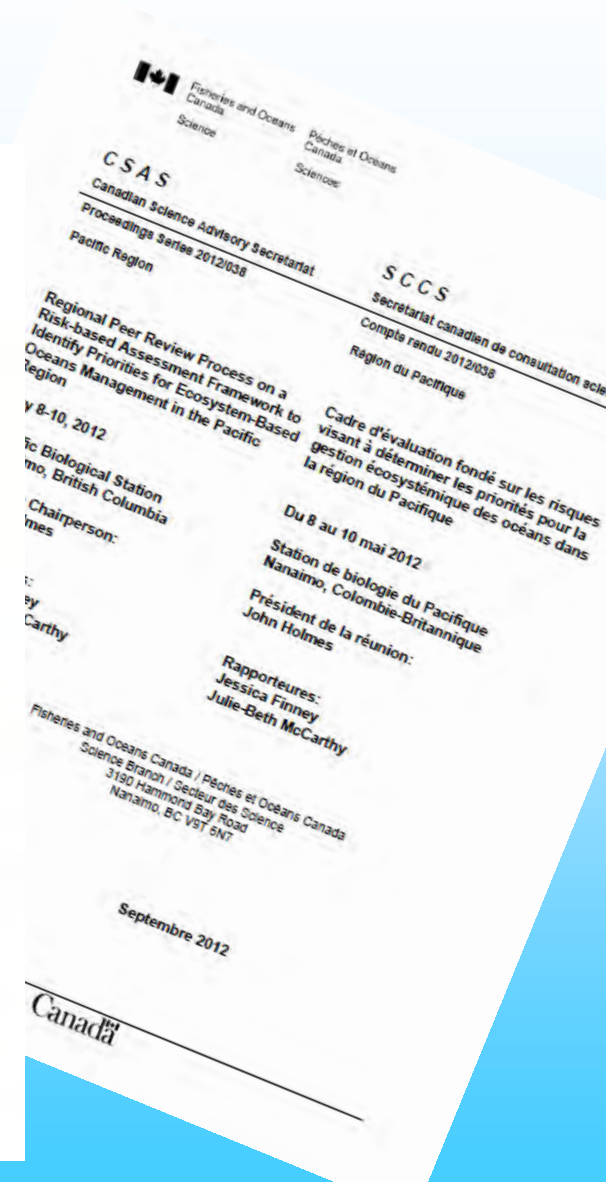 Fisheries and Oceans
Canada
Science
Pêches et Océans
Canada
Sciences
C S A S
Canadian Science Advisory Secretariat
Proceedings Series 2012/038
Pacific Region
S C C S
Secrétariat canadien de consultation
Compte rendu 2012/038
Région du Pacifique
Regional Peer Review Process on a
Risk-based Assessment Framework to
Identify Priorities for Ecosystem-Based
Oceans Management in the Pacific
Region
8-10, 2012
Biological Station
British Columbia
Chairperson:
Cadre d'évaluation fondé sur les risques
visant à déterminer les priorités pour la
gestion écosystémique des océans dans
la région du Pacifique
Du 8 au 10 mai 2012
Station de biologie du Pacifique
Nanaimo, Colombie-Britannique
Président de la réunion:
John Holmes
Rapporteures:
Jessica Finney
Julie-Beth McCarthy
Fisheries and Oceans Canada / Pêches et Océans Canada
Science Branch / Secteur des Science
3190 Hammond Bay Road
Nanaimo, BC V9T 6N7
Septembre 2012
Canada